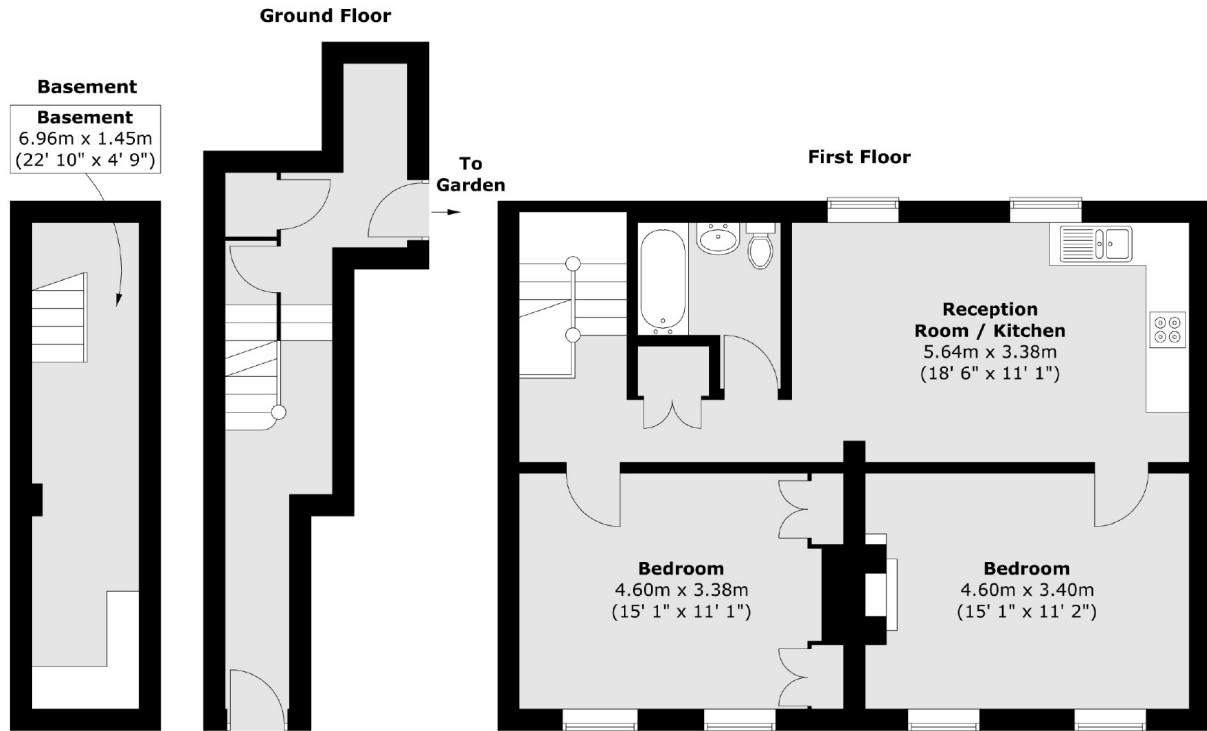 Ground Floor
Basement
Basement
6.96m x 1.45m
(22' 10" x 4' 9")
To
Garden
First Floor
Reception
Room / Kitchen
5.64m x 3.38m
(18' 6" x 11' 1")
Bedroom
4.60m x 3.38m
(15' 1" x 11' 1")
Bedroom
4.60m x 3.40m
(15' 1" x 11' 2")